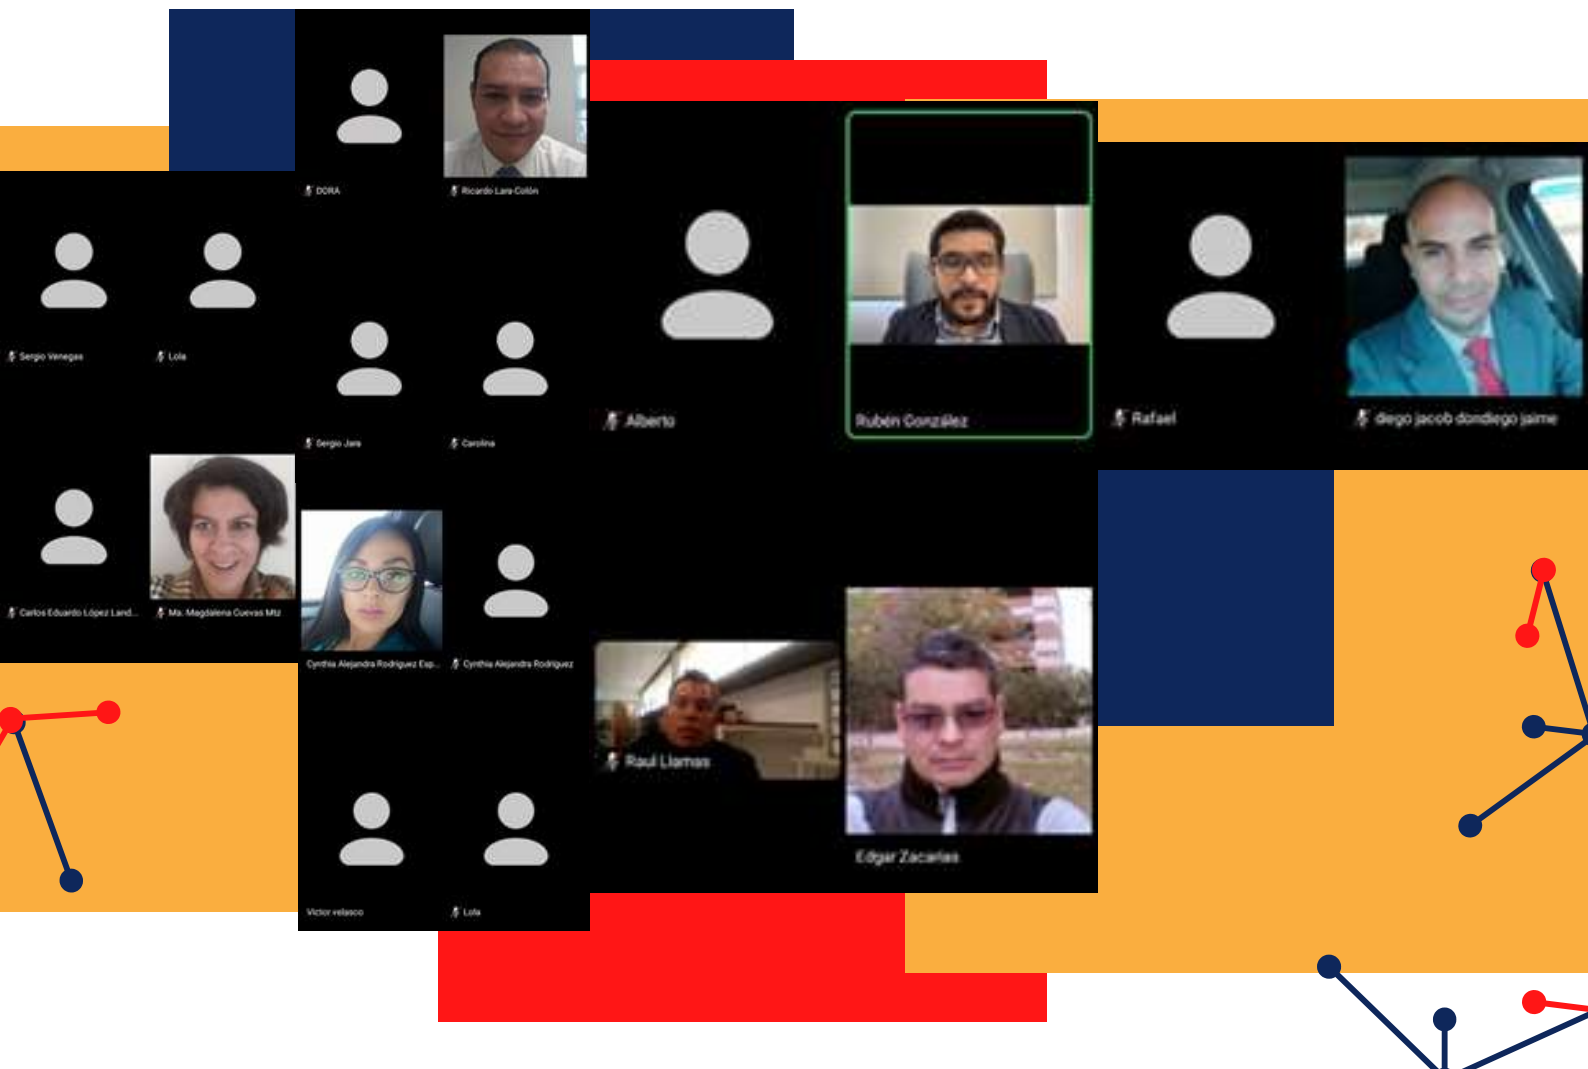 DORA
Ricardo Lara-Colón
Sergio Venegas
Lola
Sergio Jara
Carolina
Alberto
Rubén González
Rafael
diego jacob dondiego jaime
Carlos Eduardo López Land...
Ma. Magdalena Cuevas Mtz
Cynthia Alejandra Rodriguez Esp...
Cynthia Alejandra Rodriguez
Raul Llamas
Edgar Zacarias
Victor velasco
Lola